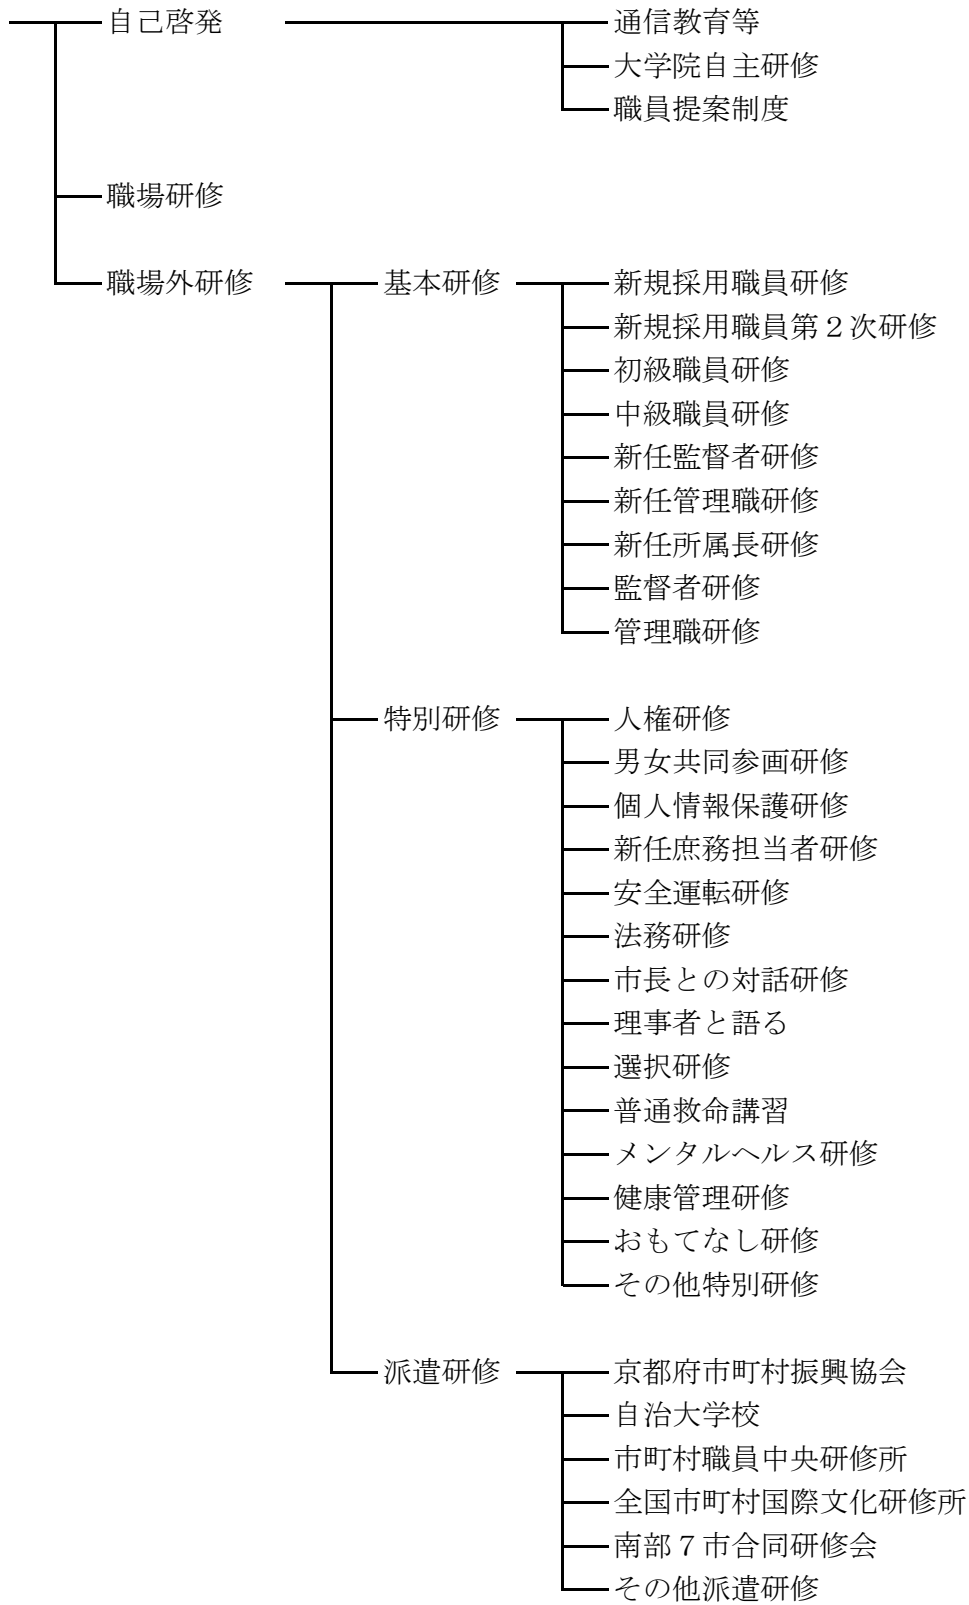 自己啓発 通信教育等
大学院自主研修
職員提案制度
職場研修
職場外研修 基本研修 新規採用職員研修
新規採用職員第２次研修
初級職員研修
中級職員研修
新任監督者研修
新任管理職研修
新任所属長研修
監督者研修
管理職研修
特別研修 人権研修
男女共同参画研修
個人情報保護研修
新任庶務担当者研修
安全運転研修
法務研修
市長との対話研修
理事者と語る
選択研修
普通救命講習
メンタルヘルス研修
健康管理研修
おもてなし研修
その他特別研修
派遣研修 京都府市町村振興協会
自治大学校
市町村職員中央研修所
全国市町村国際文化研修所
南部７市合同研修会
その他派遣研修